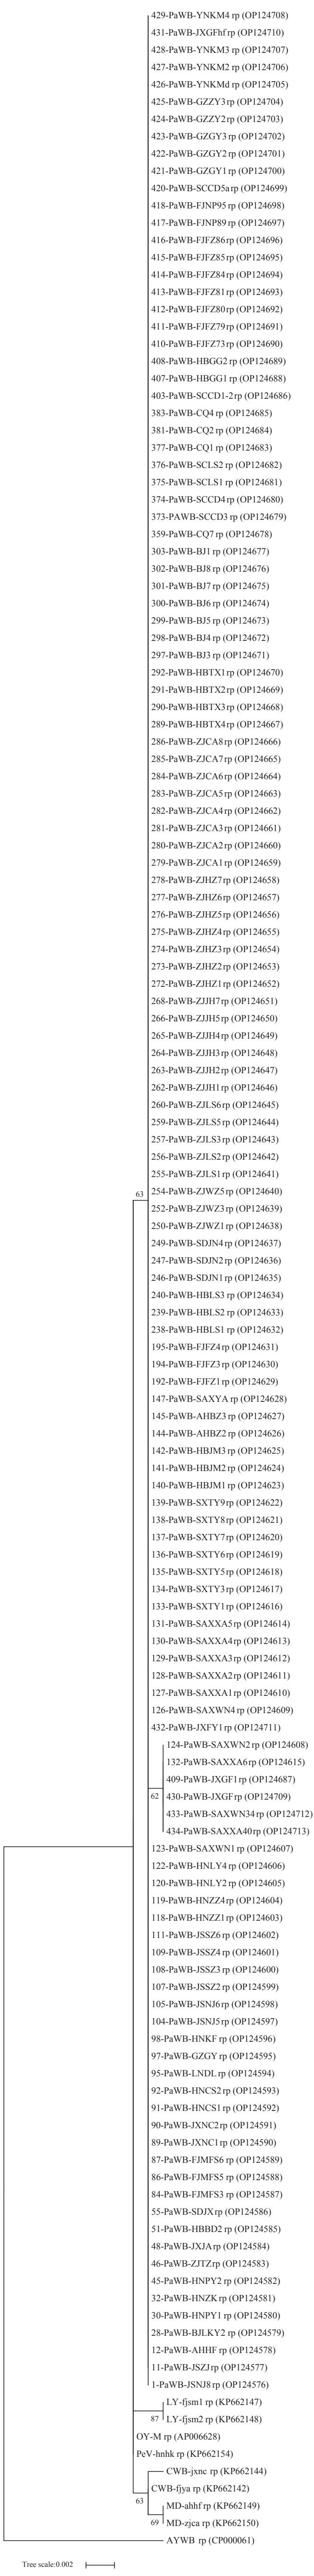 429-PaWB-YNKM4 rp (OP124708)
431-PaWB-JXGFhf rp (OP124710)
428-PaWB-YNKM3 rp (OP124707)
427-PaWB-YNKM2 rp (OP124706)
426-PaWB-YNKMd rp (OP124705)
425-PaWB-GZZY3 rp (OP124704)
424-PaWB-GZZY2 rp (OP124703)
423-PaWB-GZGY3 rp (OP124702)
422-PaWB-GZGY2 rp (OP124701)
421-PaWB-GZGY1 rp (OP124700)
420-PaWB-SCCD5a rp (OP124699)
418-PaWB-FJNP95 rp (OP124698)
417-PaWB-FJNP89 rp (OP124697)
416-PaWB-FJFZ86 rp (OP124696)
415-PaWB-FJFZ85 rp (OP124695)
414-PaWB-FJFZ84 rp (OP124694)
413-PaWB-FJFZ81 rp (OP124693)
412-PaWB-FJFZ80 rp (OP124692)
411-PaWB-FJFZ79 rp (OP124691)
410-PaWB-FJFZ73 rp (OP124690)
408-PaWB-HBGG2 rp (OP124689)
407-PaWB-HBGG1 rp (OP124688)
403-PaWB-SCCD1-2 rp (OP124686)
383-PaWB-CQ4 rp (OP124685)
381-PaWB-CQ2 rp (OP124684)
377-PaWB-CQ1 rp (OP124683)
376-PaWB-SCLS2 rp (OP124682)
375-PaWB-SCLS1 rp (OP124681)
374-PaWB-SCCD4 rp (OP124680)
373-PAWB-SCCD3 rp (OP124679)
359-PaWB-CQ7 rp (OP124678)
303-PaWB-BJ1 rp (OP124677)
302-PaWB-BJ8 rp (OP124676)
301-PaWB-BJ7 rp (OP124675)
300-PaWB-BJ6 rp (OP124674)
299-PaWB-BJ5 rp (OP124673)
298-PaWB-BJ4 rp (OP124672)
297-PaWB-BJ3 rp (OP124671)
292-PaWB-HBTX1 rp (OP124670)
291-PaWB-HBTX2 rp (OP124669)
290-PaWB-HBTX3 rp (OP124668)
289-PaWB-HBTX4 rp (OP124667)
286-PaWB-ZJCA8 rp (OP124666)
285-PaWB-ZJCA7 rp (OP124665)
284-PaWB-ZJCA6 rp (OP124664)
283-PaWB-ZJCA5 rp (OP124663)
282-PaWB-ZJCA4 rp (OP124662)
281-PaWB-ZJCA3 rp (OP124661)
280-PaWB-ZJCA2 rp (OP124660)
279-PaWB-ZJCA1 rp (OP124659)
278-PaWB-ZJHZ7 rp (OP124658)
277-PaWB-ZJHZ6 rp (OP124657)
276-PaWB-ZJHZ5 rp (OP124656)
275-PaWB-ZJHZ4 rp (OP124655)
274-PaWB-ZJHZ3 rp (OP124654)
273-PaWB-ZJHZ2 rp (OP124653)
272-PaWB-ZJHZ1 rp (OP124652)
268-PaWB-ZJJH7 rp (OP124651)
266-PaWB-ZJJH5 rp (OP124650)
265-PaWB-ZJJH4 rp (OP124649)
264-PaWB-ZJJH3 rp (OP124648)
263-PaWB-ZJJH2 rp (OP124647)
262-PaWB-ZJJH1 rp (OP124646)
260-PaWB-ZJLS6 rp (OP124645)
259-PaWB-ZJLS5 rp (OP124644)
257-PaWB-ZJLS3 rp (OP124643)
256-PaWB-ZJLS2 rp (OP124642)
255-PaWB-ZJLS1 rp (OP124641)
254-PaWB-ZJWZ5 rp (OP124640)
63
252-PaWB-ZJWZ3 rp (OP124639)
250-PaWB-ZJWZ1 rp (OP124638)
249-PaWB-SDJN4 rp (OP124637)
247-PaWB-SDJN2 rp (OP124636)
246-PaWB-SDJN1 rp (OP124635)
240-PaWB-HBLS3 rp (OP124634)
239-PaWB-HBLS2 rp (OP124633)
238-PaWB-HBLS1 rp (OP124632)
195-PaWB-FJFZ4 rp (OP124631)
194-PaWB-FJFZ3 rp (OP124630)
192-PaWB-FJFZ1 rp (OP124629)
147-PaWB-SAXYA rp (OP124628)
145-PaWB-AHBZ3 rp (OP124627)
144-PaWB-AHBZ2 rp (OP124626)
142-PaWB-HBJM3 rp (OP124625)
141-PaWB-HBJM2 rp (OP124624)
140-PaWB-HBJM1 rp (OP124623)
139-PaWB-SXTY9 rp (OP124622)
138-PaWB-SXTY8 rp (OP124621)
137-PaWB-SXTY7 rp (OP124620)
136-PaWB-SXTY6 rp (OP124619)
135-PaWB-SXTY5 rp (OP124618)
134-PaWB-SXTY3 rp (OP124617)
133-PaWB-SXTY1 rp (OP124616)
131-PaWB-SAXXA5 rp (OP124614)
130-PaWB-SAXXA4 rp (OP124613)
129-PaWB-SAXXA3 rp (OP124612)
128-PaWB-SAXXA2 rp (OP124611)
127-PaWB-SAXXA1 rp (OP124610)
126-PaWB-SAXWN4 rp (OP124609)
432-PaWB-JXFY1 rp (OP124711)
124-PaWB-SAXWN2 rp (OP124608)
132-PaWB-SAXXA6 rp (OP124615)
409-PaWB-JXGF1 rp (OP124687)
62
430-PaWB-JXGF rp (OP124709)
433-PaWB-SAXWN34 rp (OP124712)
434-PaWB-SAXXA40 rp (OP124713)
123-PaWB-SAXWN1 rp (OP124607)
122-PaWB-HNLY4 rp (OP124606)
120-PaWB-HNLY2 rp (OP124605)
119-PaWB-HNZZ4 rp (OP124604)
118-PaWB-HNZZ1 rp (OP124603)
111-PaWB-JSSZ6 rp (OP124602)
109-PaWB-JSSZ4 rp (OP124601)
108-PaWB-JSSZ3 rp (OP124600)
107-PaWB-JSSZ2 rp (OP124599)
105-PaWB-JSNJ6 rp (OP124598)
104-PaWB-JSNJ5 rp (OP124597)
98-PaWB-HNKF rp (OP124596)
97-PaWB-GZGY rp (OP124595)
95-PaWB-LNDL rp (OP124594)
92-PaWB-HNCS2 rp (OP124593)
91-PaWB-HNCS1 rp (OP124592)
90-PaWB-JXNC2 rp (OP124591)
89-PaWB-JXNC1 rp (OP124590)
87-PaWB-FJMFS6 rp (OP124589)
86-PaWB-FJMFS5 rp (OP124588)
84-PaWB-FJMFS3 rp (OP124587)
55-PaWB-SDJX rp (OP124586)
51-PaWB-HBBD2 rp (OP124585)
48-PaWB-JXJA rp (OP124584)
46-PaWB-ZJTZ rp (OP124583)
45-PaWB-HNPY2 rp (OP124582)
32-PaWB-HNZK rp (OP124581)
30-PaWB-HNPY1 rp (OP124580)
28-PaWB-BJLKY2 rp (OP124579)
12-PaWB-AHHF rp (OP124578)
11-PaWB-JSZJ rp (OP124577)
1-PaWB-JSNJ8 rp (OP124576)
LY-fjsm1 rp (KP662147)
87
LY-fjsm2 rp (KP662148)
OY-M rp (AP006628)
PeV-hnhk rp (KP662154)
CWB-jxnc rp (KP662144)
CWB-fjya rp (KP662142)
63
MD-ahhf rp (KP662149)
69
MD-zjca rp (KP662150)
AYWB rp (CP000061)
Tree scale:0.002